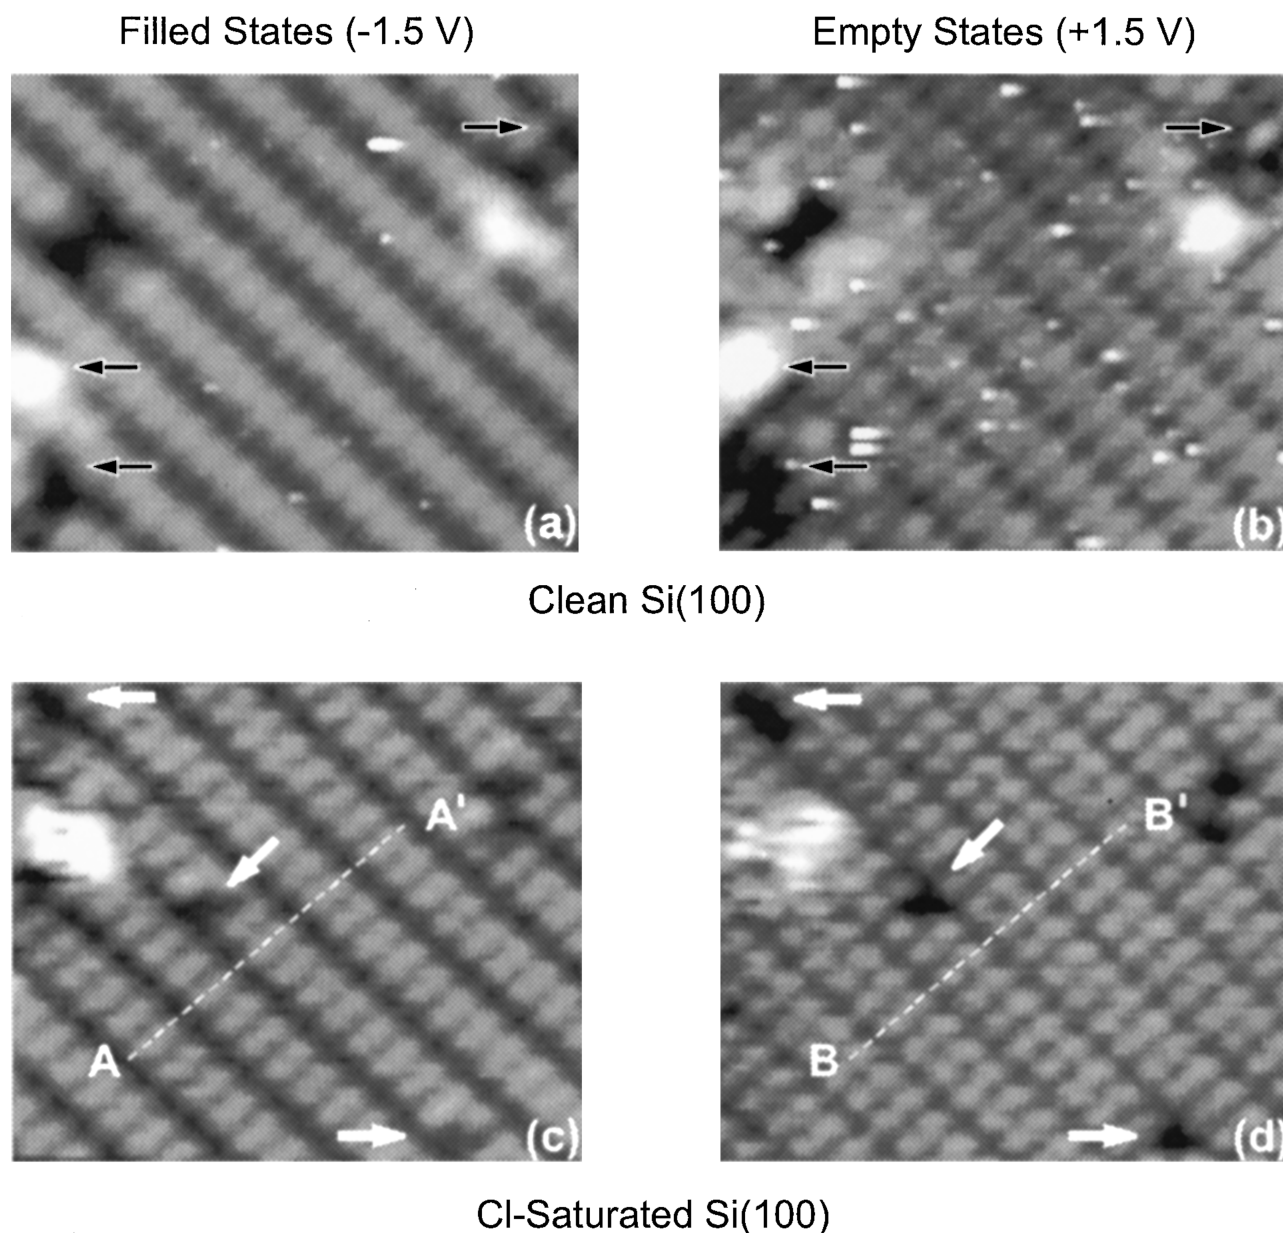 Filled States (-1.5 V)
Empty States (+1.5 V)
(a)
(b)
Clean Si(100)
A'
A
(c)
B'
B
(d)
Cl-Saturated Si(100)